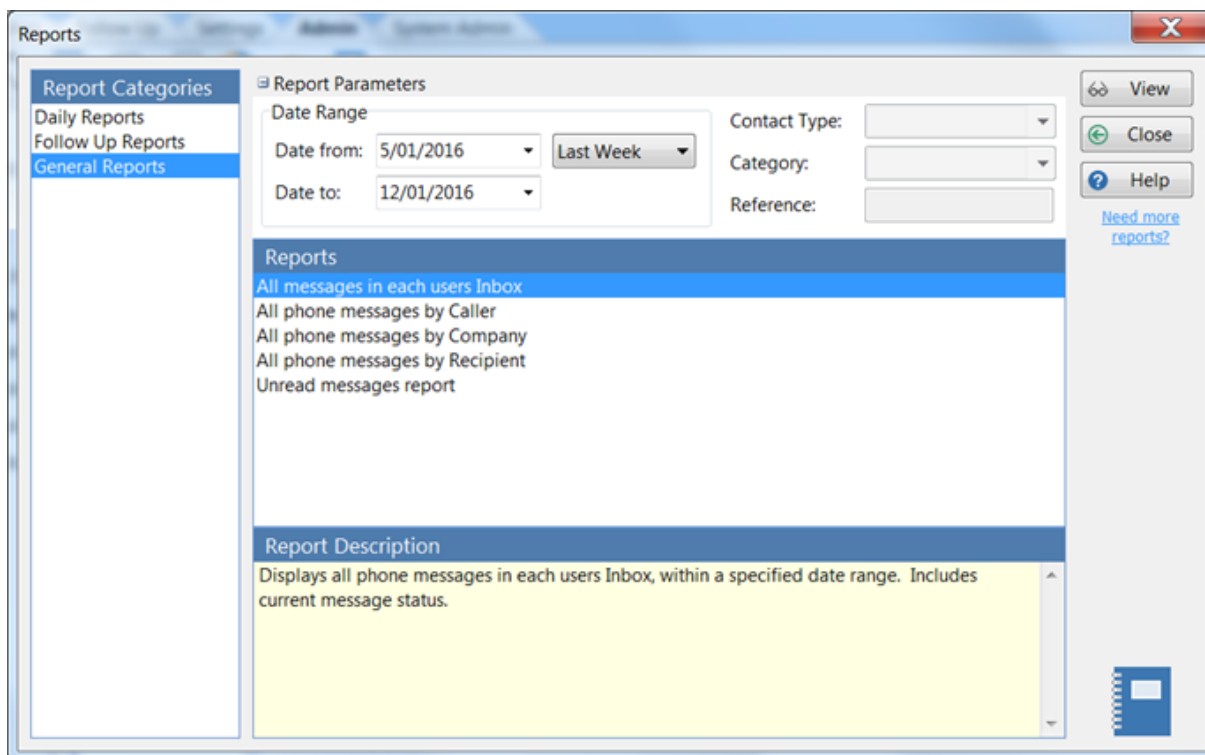 Settings Admin System Admin
Reports
Report Categories
Daily Reports
Follow Up Reports
General Reports
Report Parameters
Date Range
Date from: 5/01/2016 Last Week
Date to: 12/01/2016
Contact Type:
Category:
Reference:
View
Close
Help
Need more
reports?
Reports
All messages in each users Inbox
All phone messages by Caller
All phone messages by Company
All phone messages by Recipient
Unread messages report
Report Description
Displays all phone messages in each users Inbox, within a specified date range. Includes
current message status.